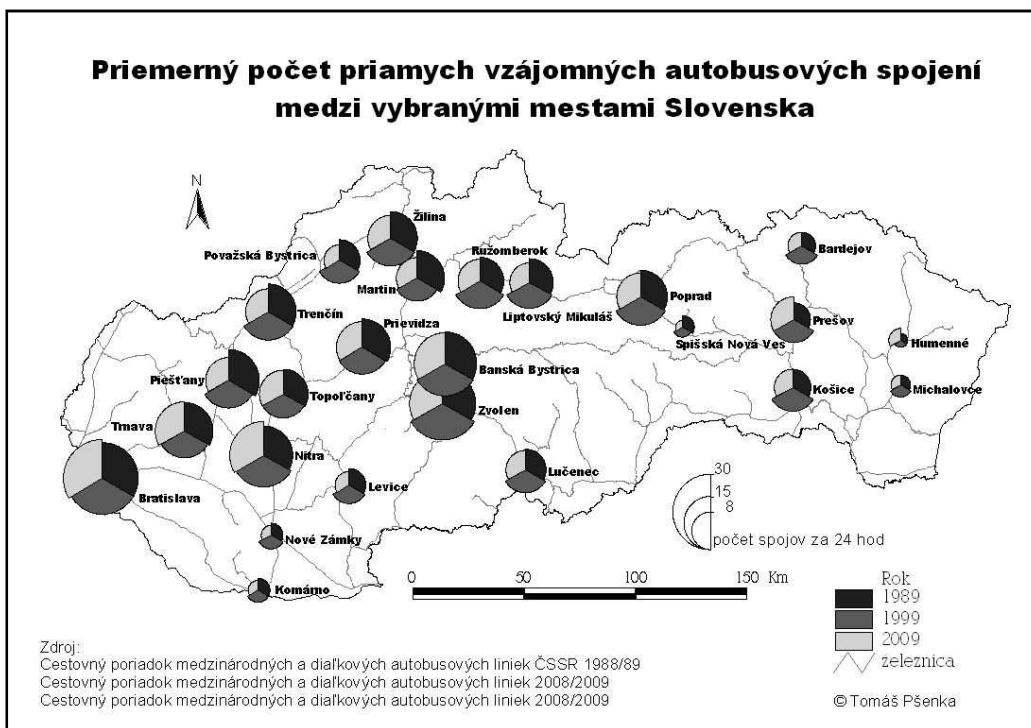 Priemerný počet priamych vzájomných autobusových spojení
medzi vybranými mestami Slovenska
N
Žilina
Považská Bystrica
Ružomberok
Bardejov
Martin
Trenčín
Liptovský Mikuláš
Poprad
Prievidza
Spišská Nová Ves
Prešov
Humenné
Piešťany
Banská Bystrica
Topoľčany
Košice
Michalovce
Zvolen
Trnava
Nitra
Lučenec
Bratislava
Levice
30
15
8
Nové Zámky
počet spojov za 24 hod
Komárno
0 50 100 150 Km
Rok
1989
1999
2009
železnica
Zdroj:
Cestovný poriadok medzinárodných a diaľkových autobusových liniek ČSSR 1988/89
Cestovný poriadok medzinárodných a diaľkových autobusových liniek 2008/2009
Cestovný poriadok medzinárodných a diaľkových autobusových liniek 2008/2009
© Tomáš Pšenka